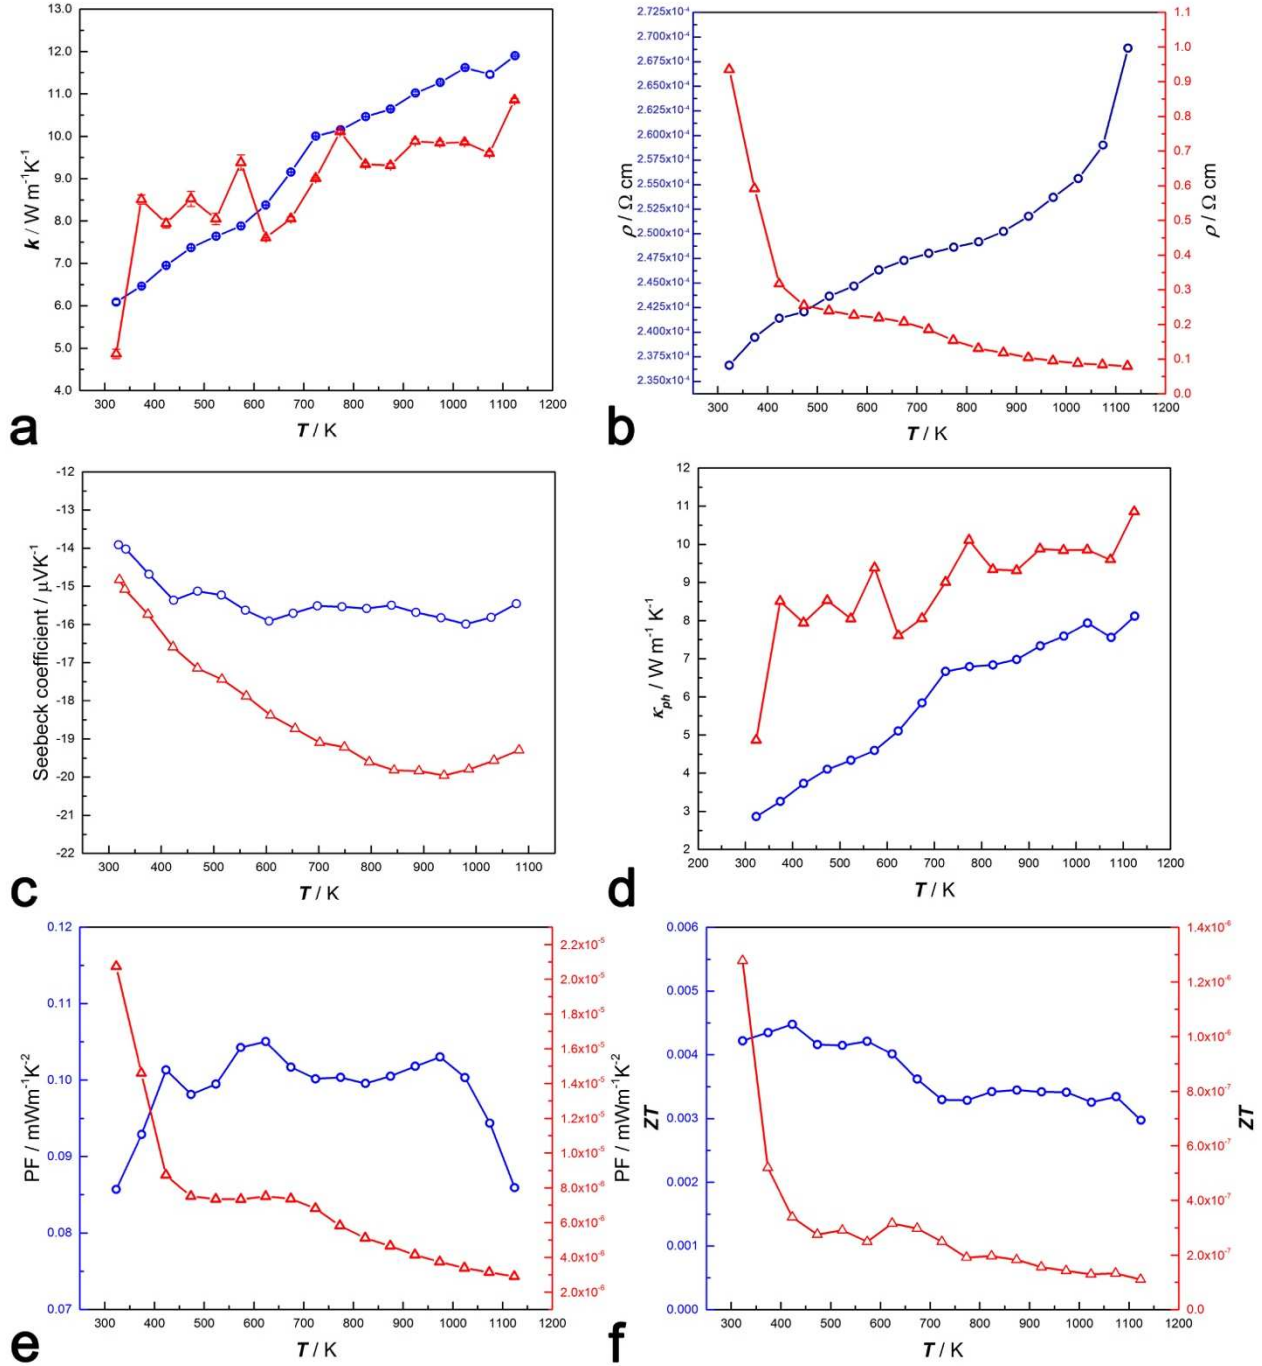 13.0
12.0
11.0
10.0
9.0
8.0
7.0
6.0
5.0
4.0
k / W m⁻¹K⁻¹
300 400 500 600 700 800 900 1000 1100 1200
T / K
a
2.725x10⁻⁴
2.700x10⁻⁴
2.675x10⁻⁴
2.650x10⁻⁴
2.625x10⁻⁴
2.600x10⁻⁴
2.575x10⁻⁴
2.550x10⁻⁴
2.525x10⁻⁴
2.500x10⁻⁴
2.475x10⁻⁴
2.450x10⁻⁴
2.425x10⁻⁴
2.400x10⁻⁴
2.375x10⁻⁴
2.350x10⁻⁴
ρ / Ω cm
1.1
1.0
0.9
0.8
0.7
0.6
0.5
0.4
0.3
0.2
0.1
0.0
ρ / Ω cm
300 400 500 600 700 800 900 1000 1100 1200
T / K
b
-12
-13
-14
-15
-16
-17
-18
-19
-20
-21
-22
Seebeck coefficient / μVK⁻¹
300 400 500 600 700 800 900 1000 1100
T / K
c
12
11
10
9
8
7
6
5
4
3
2
κph / W m⁻¹ K⁻¹
200 300 400 500 600 700 800 900 1000 1100 1200
T / K
d
0.12
0.11
0.10
0.09
0.08
0.07
PF / mWm⁻¹K⁻²
2.2x10⁻⁵
2.0x10⁻⁵
1.8x10⁻⁵
1.6x10⁻⁵
1.4x10⁻⁵
1.2x10⁻⁵
1.0x10⁻⁵
8.0x10⁻⁶
6.0x10⁻⁶
4.0x10⁻⁶
2.0x10⁻⁶
PF / mWm⁻¹K⁻²
300 400 500 600 700 800 900 1000 1100 1200
T / K
e
0.006
0.005
0.004
0.003
0.002
0.001
0.000
ZT
1.4x10⁻⁶
1.2x10⁻⁶
1.0x10⁻⁶
8.0x10⁻⁷
6.0x10⁻⁷
4.0x10⁻⁷
2.0x10⁻⁷
0.0
ZT
300 400 500 600 700 800 900 1000 1100 1200
T / K
f